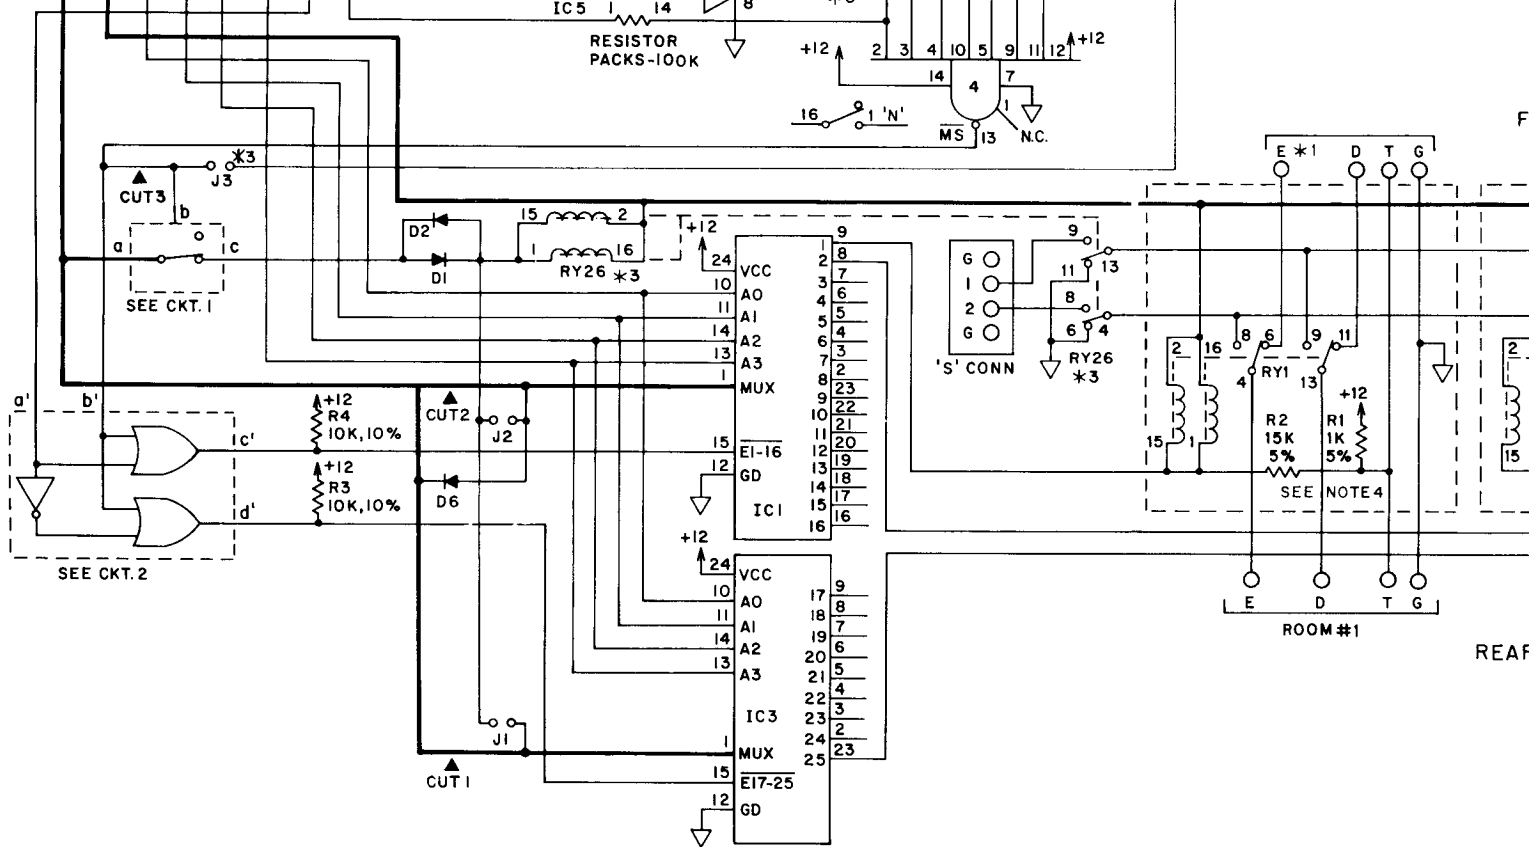 IC5 1 14 8
RESISTOR
PACKS-100K
+12 2 3 4 10 5 9 11 12 +12
14 4 7
16 1 'N' 1
MS 13 N.C.
E *1 D T G
*3
J3
CUT3
b
a c
SEE CKT. 1
D2
D1
15 2
1 16
RY26 *3
+12
24 VCC
10 A0
11 A1
14 A2
13 A3
1 MUX
15 E1-16
12 GD
IC1
1 9
2 8
3 7
4 6
5 5
6 4
7 3
8 2
9 23
10 22
11 21
12 20
13 19
14 18
15 17
16 16
G
1
2
G
'S' CONN
9
11 13
8
6 4
RY26
*3
2 16
15 1
8 6 9 11
4 RY1 13
+12
R2 R1
15K 1K
5% 5%
SEE NOTE 4
2
15
F
a' b'
c'
d'
+12
R4
10K, 10%
+12
R3
10K, 10%
SEE CKT. 2
CUT2
J2
D6
+12
24 VCC
10 A0
11 A1
14 A2
13 A3
IC3
1 MUX
15 E17-25
12 GD
17 9
18 8
19 7
20 6
21 5
22 4
23 3
24 2
25 23
J1
CUT1
E D T G
ROOM #1
REAR